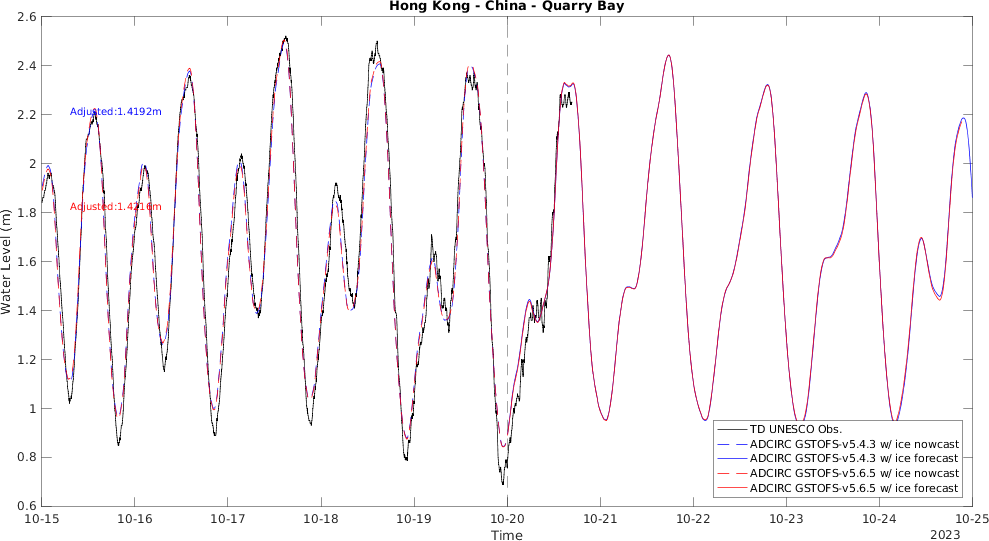 Hong Kong - China - Quarry Bay
2.6
2.4
2.2
2
1.8
1.6
1.4
1.2
1
0.8
0.6
Water Level (m)
Adjusted:1.4192m
Adjusted:1.4216m
TD UNESCO Obs.
ADCIRC GSTOFS-v5.4.3 w/ ice nowcast
ADCIRC GSTOFS-v5.4.3 w/ ice forecast
ADCIRC GSTOFS-v5.6.5 w/ ice nowcast
ADCIRC GSTOFS-v5.6.5 w/ ice forecast
10-15 10-16 10-17 10-18 10-19 10-20 10-21 10-22 10-23 10-24 10-25
Time
2023